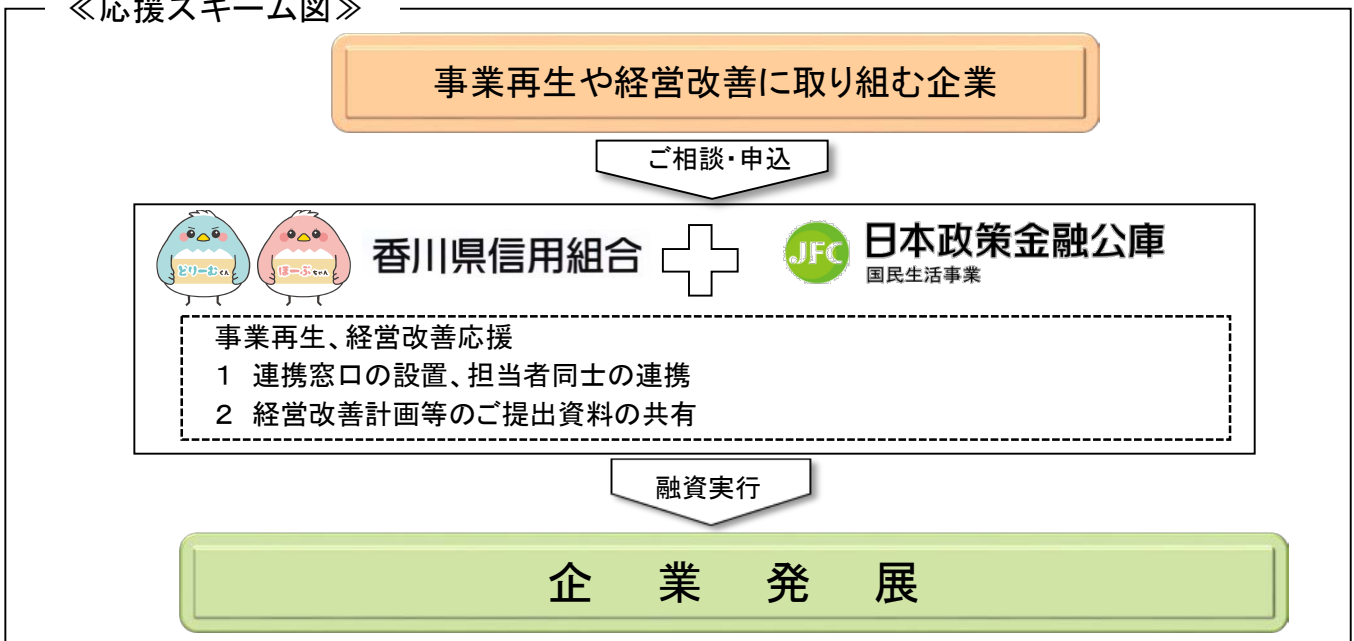 ≪応援スキーム図≫
事業再生や経営改善に取り組む企業
ご相談・申込
どりーむくん
ほーぷちゃん
香川県信用組合
JFC
日本政策金融公庫
国民生活事業
事業再生、経営改善応援
1 連携窓口の設置、担当者同士の連携
2 経営改善計画等のご提出資料の共有
融資実行
企 業 発 展